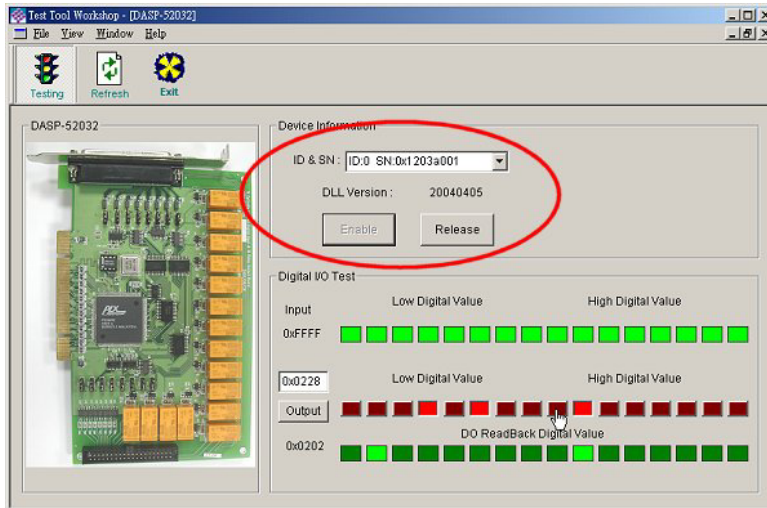 Test Tool Workshop - [DASP-52032]
File View Window Help
Testing Refresh Exit
DASP-52032
Device Information
ID & SN : ID:0 SN:0x1203a001
DLL Version : 20040405
Enable Release
Digital I/O Test
Input Low Digital Value High Digital Value
0xFFFF
0x0228 Low Digital Value High Digital Value
Output
DO ReadBack Digital Value
0x0202